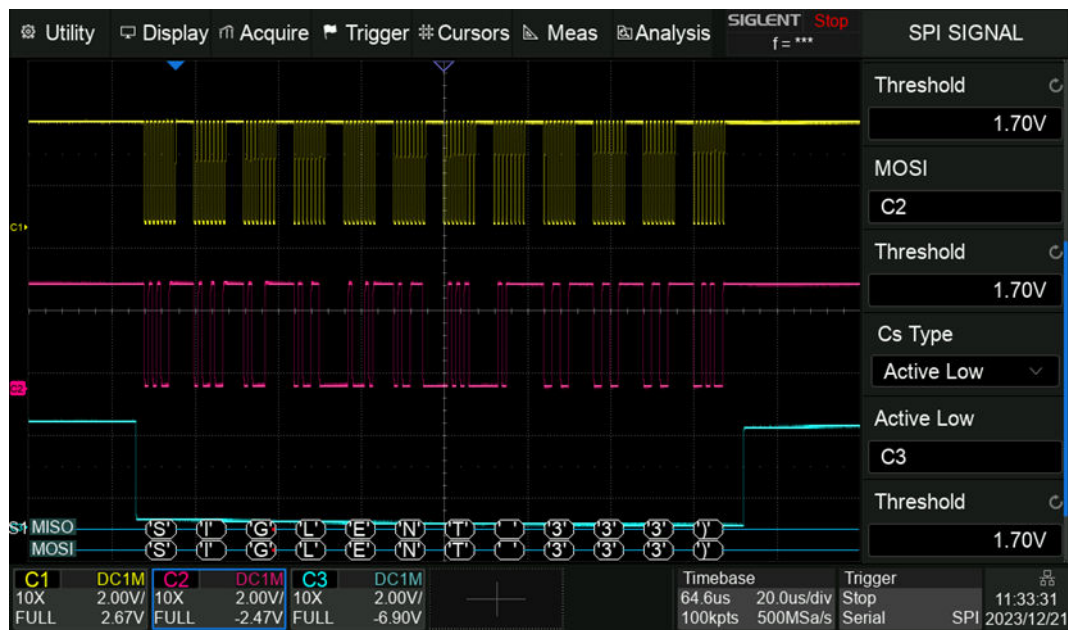 Utility Display Acquire Trigger Cursors Meas Analysis SIGLENT Stop
f = ***
SPI SIGNAL
Threshold
1.70V
MOSI
C2
Threshold
1.70V
Cs Type
Active Low
Active Low
C3
Threshold
1.70V
C1
C2
S1 MISO 'S' 'I' 'G' 'L' 'E' 'N' 'T' ' ' '3' '3' '3' ')'
MOSI 'S' 'I' 'G' 'L' 'E' 'N' 'T' ' ' '3' '3' '3' ')'
C1 DC1M C2 DC1M C3 DC1M Timebase Trigger
10X 2.00V/ 10X 2.00V/ 10X 2.00V/ 64.6us 20.0us/div Stop 11:33:31
FULL 2.67V FULL -2.47V FULL -6.90V 100kpts 500MSa/s Serial SPI 2023/12/21